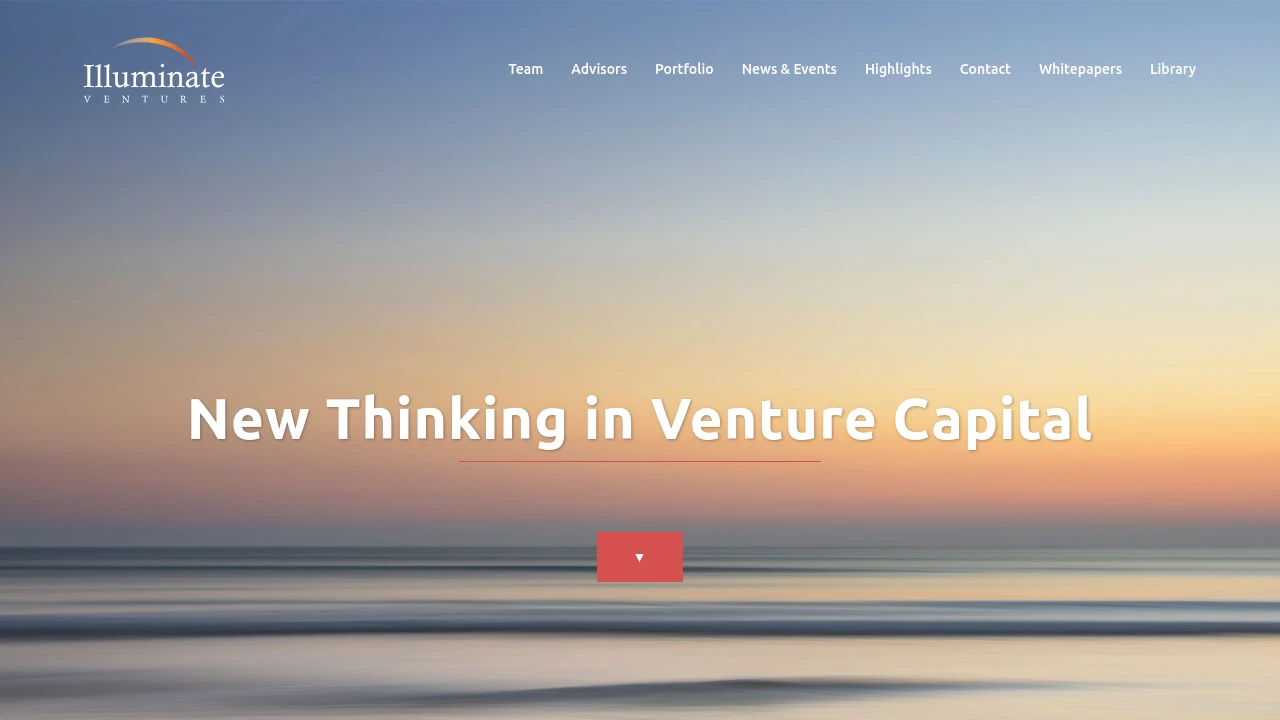 Illuminate
VENTURES
Team Advisors Portfolio News & Events Highlights Contact Whitepapers Library
New Thinking in Venture Capital
▼